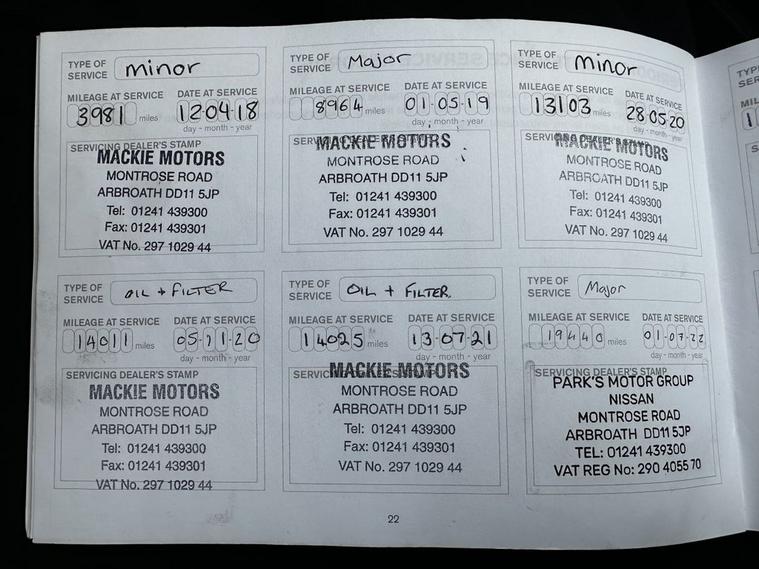 TYPE OF SERVICE minor
MILEAGE AT SERVICE DATE AT SERVICE
3981 miles 12·04·18
day - month - year
SERVICING DEALER'S STAMP
MACKIE MOTORS
MONTROSE ROAD
ARBROATH DD11 5JP
Tel: 01241 439300
Fax: 01241 439301
VAT No. 297 1029 44
TYPE OF SERVICE Major
MILEAGE AT SERVICE DATE AT SERVICE
8964 miles 01·05·19
day - month - year
SERVICING DEALER'S STAMP
MACKIE MOTORS
MONTROSE ROAD
ARBROATH DD11 5JP
Tel: 01241 439300
Fax: 01241 439301
VAT No. 297 1029 44
TYPE OF SERVICE minor
MILEAGE AT SERVICE DATE AT SERVICE
13103 miles 28·05·20
day - month - year
SERVICING DEALER'S STAMP
MACKIE MOTORS
MONTROSE ROAD
ARBROATH DD11 5JP
Tel: 01241 439300
Fax: 01241 439301
VAT No. 297 1029 44
TYPE OF SERVICE OIL + FILTER
MILEAGE AT SERVICE DATE AT SERVICE
14011 miles 05·11·20
day - month - year
SERVICING DEALER'S STAMP
MACKIE MOTORS
MONTROSE ROAD
ARBROATH DD11 5JP
Tel: 01241 439300
Fax: 01241 439301
VAT No. 297 1029 44
TYPE OF SERVICE OIL + FILTER.
MILEAGE AT SERVICE DATE AT SERVICE
14025 miles 13·07·21
day - month - year
SERVICING DEALER'S STAMP
MACKIE MOTORS
MONTROSE ROAD
ARBROATH DD11 5JP
Tel: 01241 439300
Fax: 01241 439301
VAT No. 297 1029 44
TYPE OF SERVICE Major
MILEAGE AT SERVICE DATE AT SERVICE
19440 miles 01·07·22
day - month - year
SERVICING DEALER'S STAMP
PARK'S MOTOR GROUP
NISSAN
MONTROSE ROAD
ARBROATH DD11 5JP
TEL: 01241 439300
VAT REG No: 290 4055 70
22